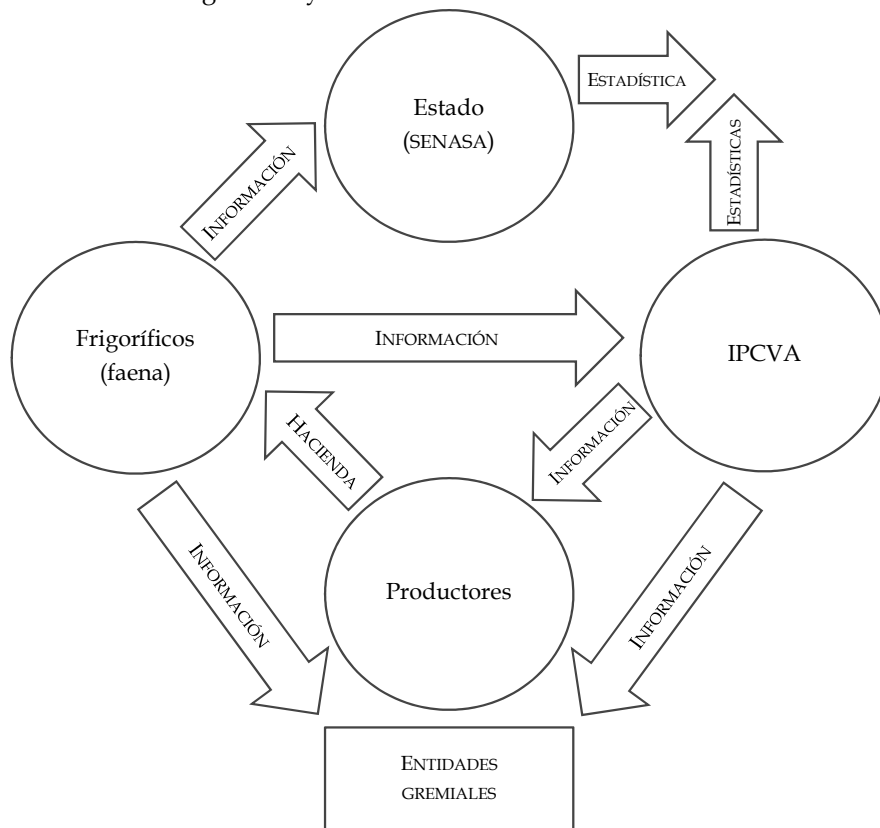 Estado
(SENASA)
ESTADÍSTICA
ESTADÍSTICAS
INFORMACIÓN
Frigoríficos
(faena)
INFORMACIÓN
IPCVA
HACIENDA
INFORMACIÓN
INFORMACIÓN
Productores
INFORMACIÓN
ENTIDADES
GREMIALES